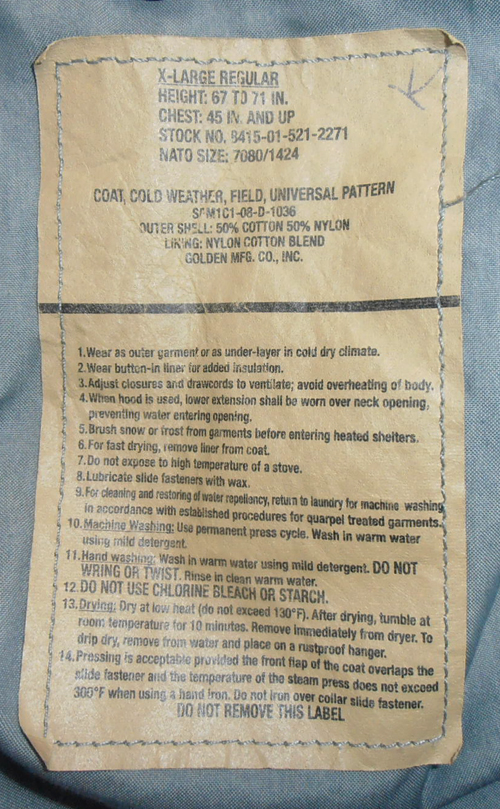 X-LARGE REGULAR
HEIGHT: 67 TO 71 IN.
CHEST: 45 IN. AND UP
STOCK NO. 8415-01-521-2271
NATO SIZE: 7080/1424
COAT, COLD WEATHER, FIELD, UNIVERSAL PATTERN
SPM1C1-08-D-1036
OUTER SHELL: 50% COTTON 50% NYLON
LINING: NYLON COTTON BLEND
GOLDEN MFG. CO., INC.
1.Wear as outer garment or as under-layer in cold dry climate.
2.Wear button-in liner for added insulation.
3.Adjust closures and drawcords to ventilate; avoid overheating of body.
4.When hood is used, lower extension shall be worn over neck opening,
preventing water entering opening.
5.Brush snow or frost from garments before entering heated shelters.
6.For fast drying, remove liner from coat.
7.Do not expose to high temperature of a stove.
8.Lubricate slide fasteners with wax.
9.For cleaning and restoring of water repellancy, return to laundry for machine washing
in accordance with established procedures for quarpel treated garments.
10.Machine Washing: Use permanent press cycle. Wash in warm water
using mild detergent.
11.Hand washing: Wash in warm water using mild detergent. DO NOT
WRING OR TWIST. Rinse in clean warm water.
12.DO NOT USE CHLORINE BLEACH OR STARCH.
13.Drying: Dry at low heat (do not exceed 130°F). After drying, tumble at
room temperature for 10 minutes. Remove immediately from dryer. To
drip dry, remove from water and place on a rustproof hanger.
14.Pressing is acceptable provided the front flap of the coat overlaps the
slide fastener and the temperature of the steam press does not exceed
300°F when using a hand iron. Do not iron over collar slide fastener.
DO NOT REMOVE THIS LABEL